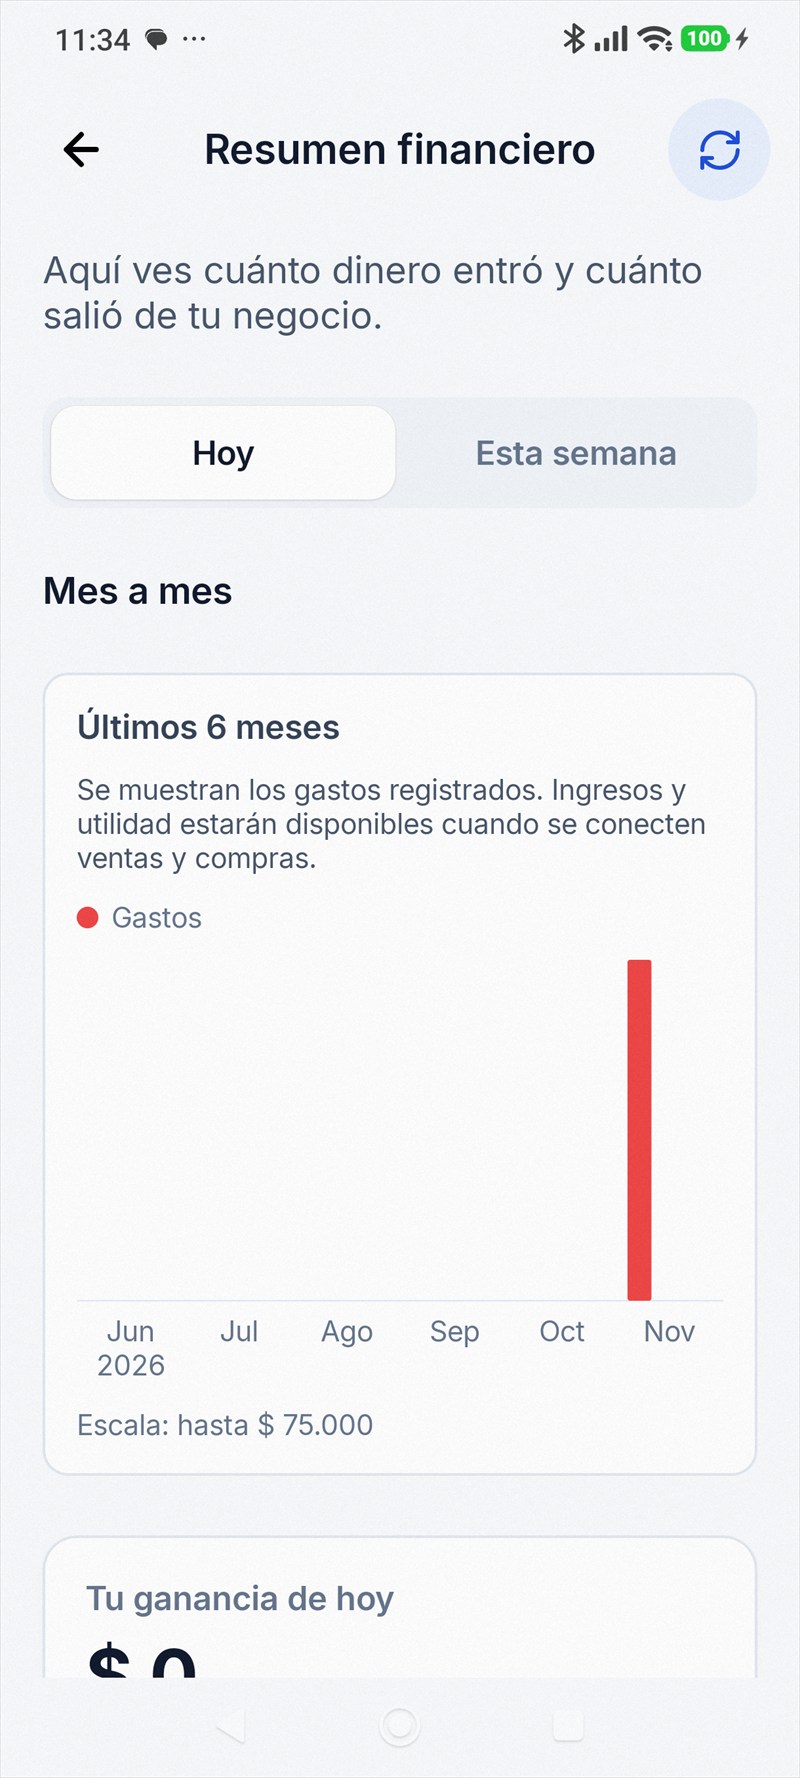 11:34
100
Resumen financiero
Aquí ves cuánto dinero entró y cuánto
salió de tu negocio.
Hoy
Esta semana
Mes a mes
Últimos 6 meses
Se muestran los gastos registrados. Ingresos y
utilidad estarán disponibles cuando se conecten
ventas y compras.
Gastos
Jun Jul Ago Sep Oct Nov
2026
Escala: hasta $ 75.000
Tu ganancia de hoy
$ 0